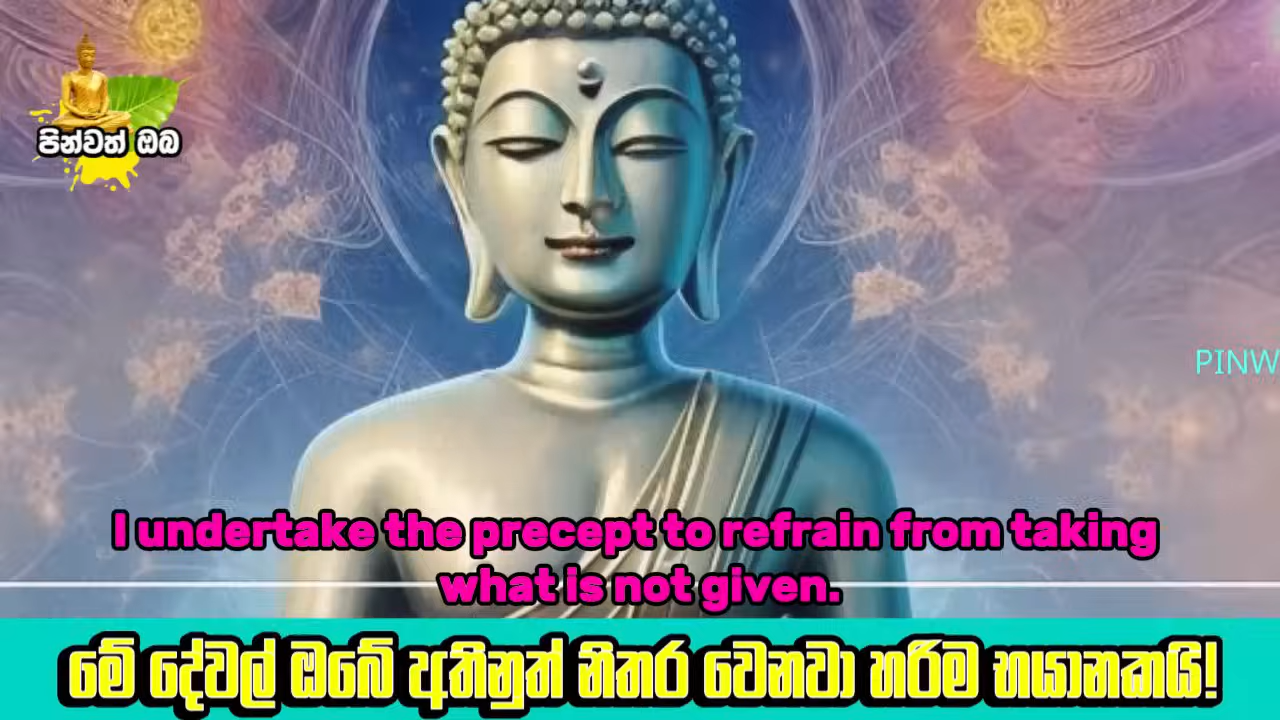 පින්වත් ඔබ
PINW
I undertake the precept to refrain from taking
what is not given.
මේ දේවල් ඔබේ අතිනුත් නිතර වෙනවා හරිම භයානකයි!